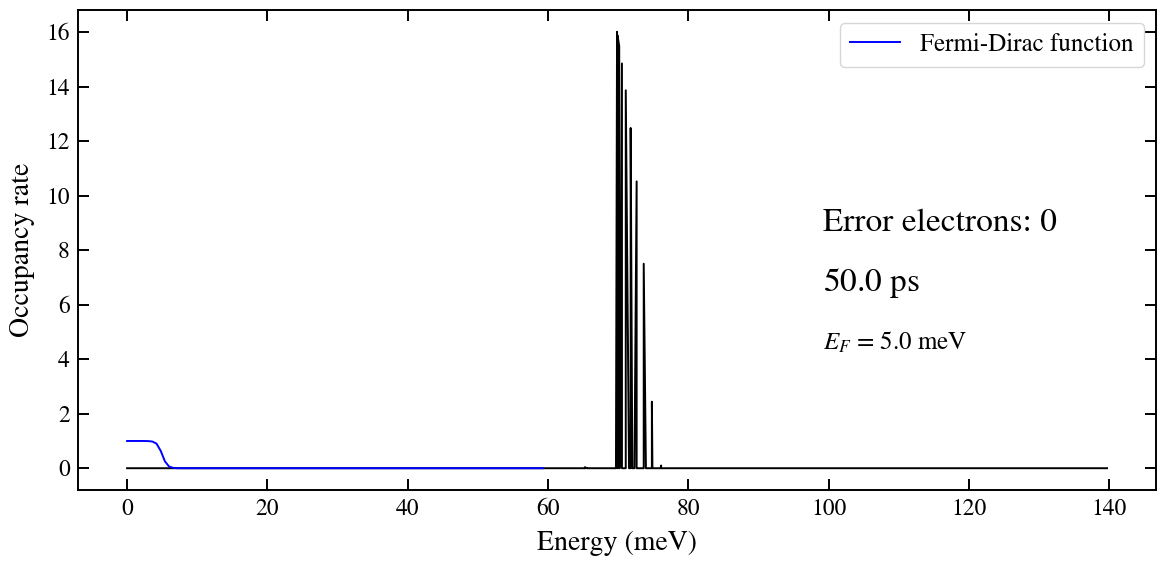 Occupancy rate
16
14
12
10
8
6
4
2
0
Fermi-Dirac function
Error electrons: 0
50.0 ps
E_F = 5.0 meV
0 20 40 60 80 100 120 140
Energy (meV)